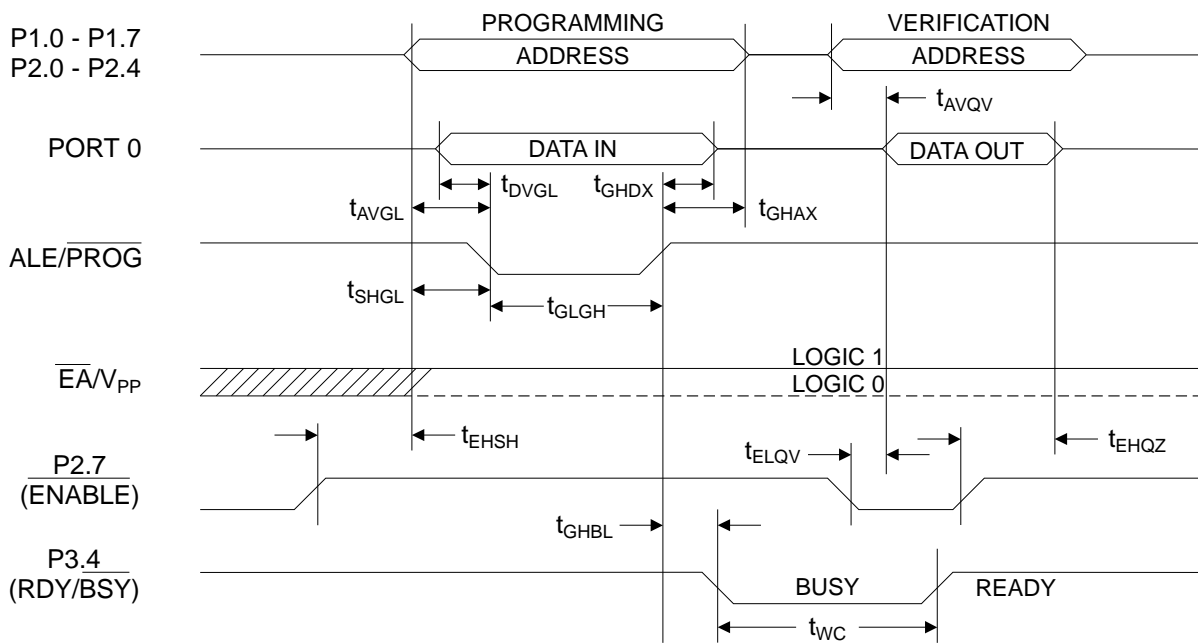 PROGRAMMING
VERIFICATION
P1.0 - P1.7
P2.0 - P2.4
ADDRESS
ADDRESS
tAVQV
PORT 0
DATA IN
DATA OUT
tDVGL
tGHDX
tAVGL
tGHAX
ALE/PROG
tSHGL
tGLGH
EA/VPP
LOGIC 1
LOGIC 0
tEHSH
tELQV
tEHQZ
P2.7
(ENABLE)
tGHBL
P3.4
(RDY/BSY)
BUSY
READY
tWC